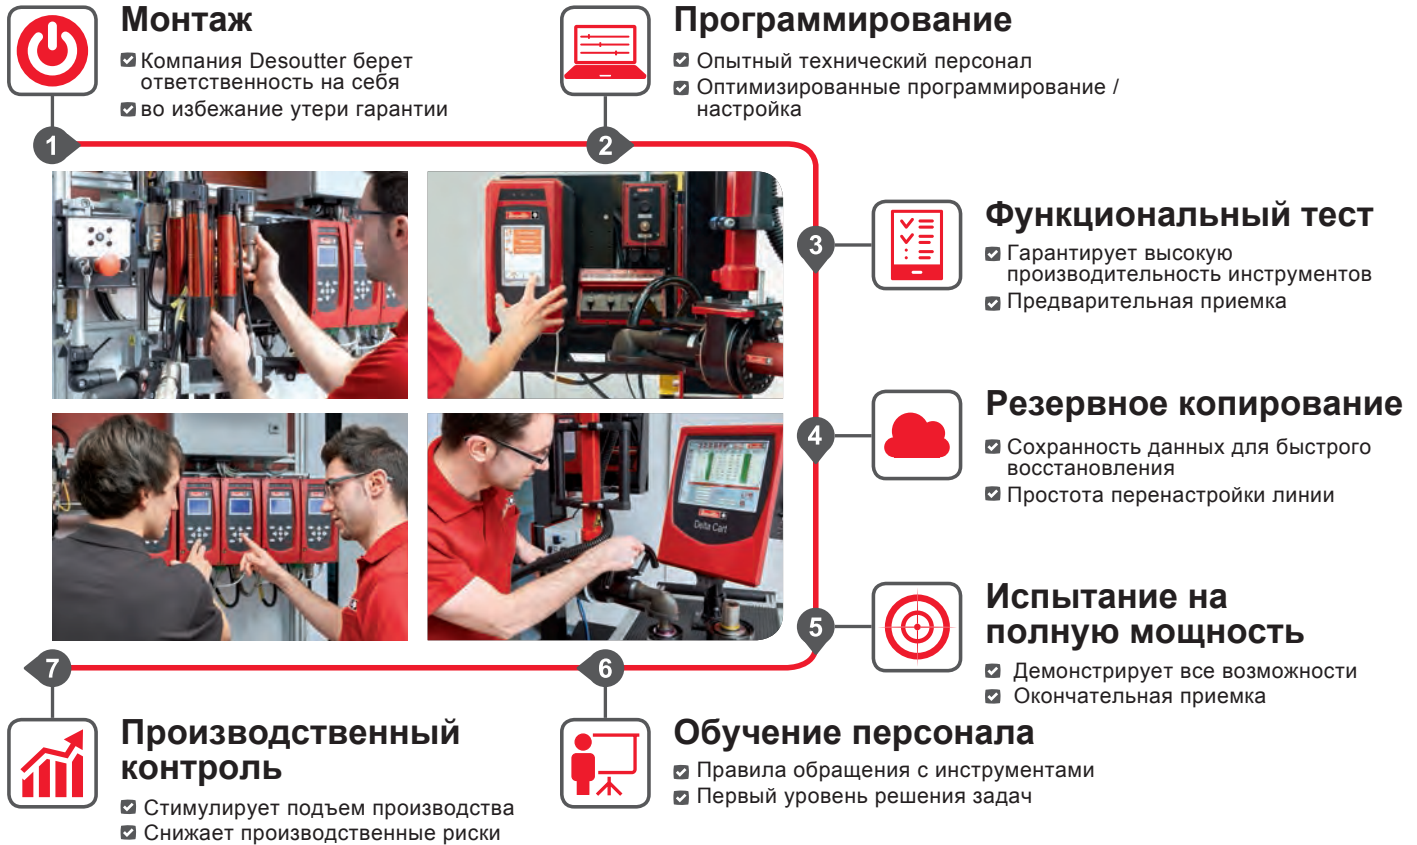 Монтаж
Компания Desoutter берет
ответственность на себя
во избежание утери гарантии
1
Программирование
Опытный технический персонал
Оптимизированные программирование /
настройка
2
Функциональный тест
Гарантирует высокую
производительность инструментов
Предварительная приемка
3
Резервное копирование
Сохранность данных для быстрого
восстановления
Простота перенастройки линии
4
Испытание на
полную мощность
Демонстрирует все возможности
Окончательная приемка
5
Delta Cart
6
Обучение персонала
Правила обращения с инструментами
Первый уровень решения задач
7
Производственный
контроль
Стимулирует подъем производства
Снижает производственные риски